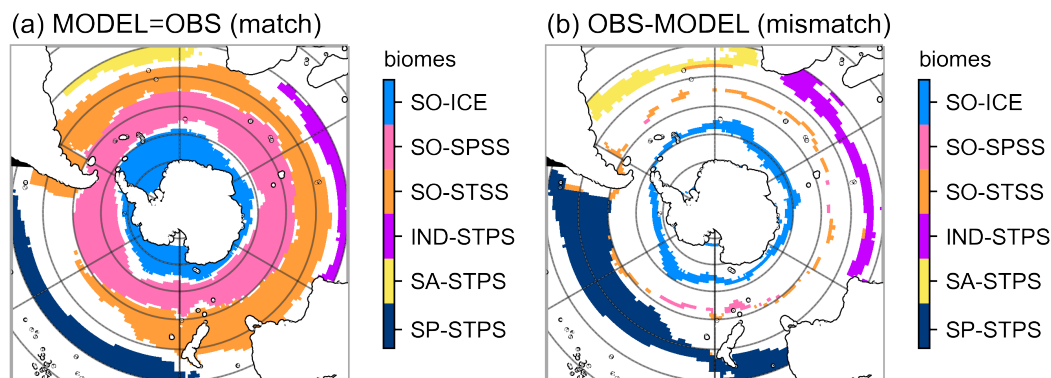 (a) MODEL=OBS (match)
biomes
SO-ICE
SO-SPSS
SO-STSS
IND-STPS
SA-STPS
SP-STPS
(b) OBS-MODEL (mismatch)
biomes
SO-ICE
SO-SPSS
SO-STSS
IND-STPS
SA-STPS
SP-STPS